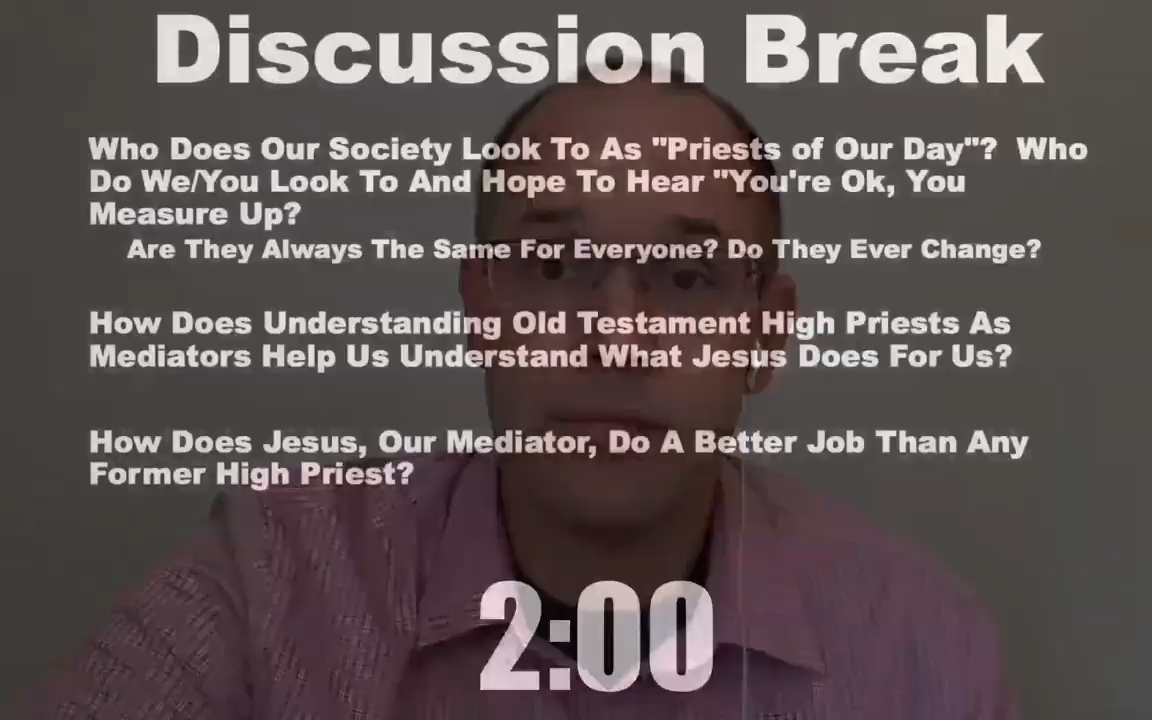 Discussion Break
Who Does Our Society Look To As "Priests of Our Day"?  Who
Do We/You Look To And Hope To Hear "You're Ok, You
Measure Up?
Are They Always The Same For Everyone? Do They Ever Change?
How Does Understanding Old Testament High Priests As
Mediators Help Us Understand What Jesus Does For Us?
How Does Jesus, Our Mediator, Do A Better Job Than Any
Former High Priest?
2:00